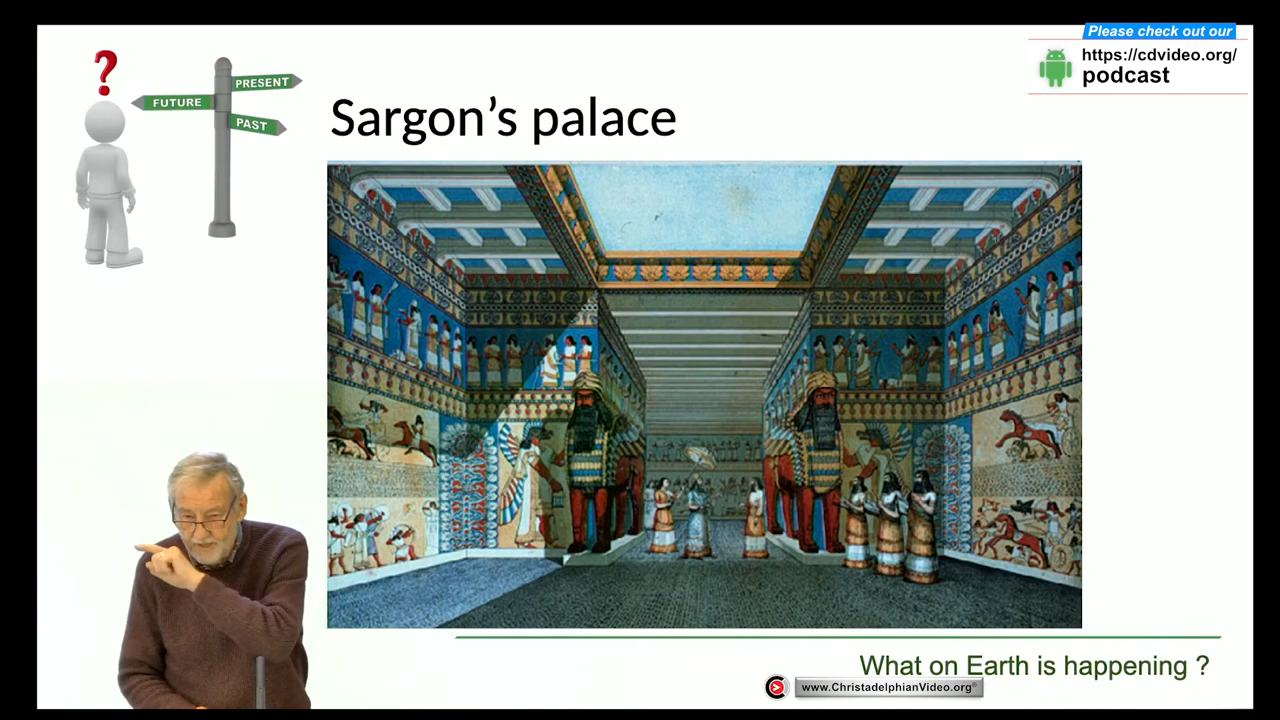 ?
PRESENT
FUTURE
PAST
Sargon's palace
Please check out our
https://cdvideo.org/
podcast
What on Earth is happening ?
www.ChristadelphianVideo.org